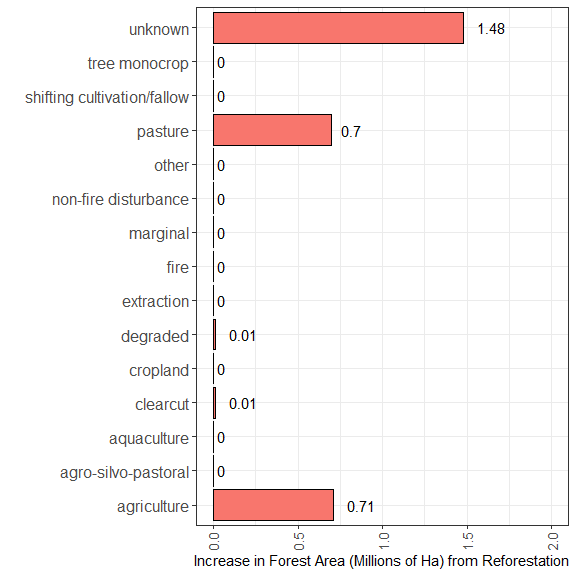 unknown 1.48
tree monocrop 0
shifting cultivation/fallow 0
pasture 0.7
other 0
non-fire disturbance 0
marginal 0
fire 0
extraction 0
degraded 0.01
cropland 0
clearcut 0.01
aquaculture 0
agro-silvo-pastoral 0
agriculture 0.71
0.0 0.5 1.0 1.5 2.0
Increase in Forest Area (Millions of Ha) from Reforestation